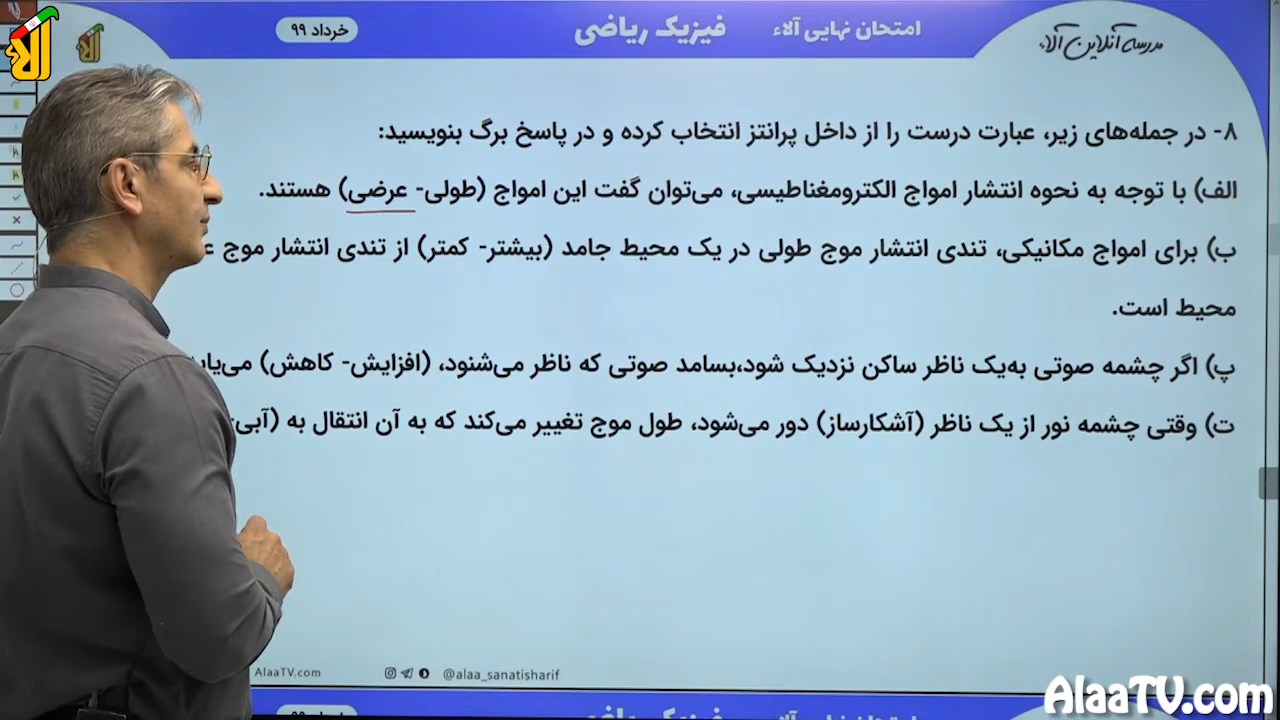 مدرسه آنلاین آلاء
امتحان نهایی آلاء
فیزیک ریاضی
خرداد ۹۹
آلاء
آلاء
۸- در جمله‌های زیر، عبارت درست را از داخل پرانتز انتخاب کرده و در پاسخ برگ بنویسید:
الف) با توجه به نحوه انتشار امواج الکترومغناطیسی، می‌توان گفت این امواج (طولی- عرضی) هستند.
ب) برای امواج مکانیکی، تندی انتشار موج طولی در یک محیط جامد (بیشتر- کمتر) از تندی انتشار موج
محیط است.
پ) اگر چشمه صوتی به‌یک ناظر ساکن نزدیک شود،بسامد صوتی که ناظر می‌شنود، (افزایش- کاهش)
ت) وقتی چشمه نور از یک ناظر (آشکارساز) دور می‌شود، طول موج تغییر می‌کند که به آن انتقال به (آبی-
AlaaTV.com
@alaa_sanatisharif
AlaaTV.com